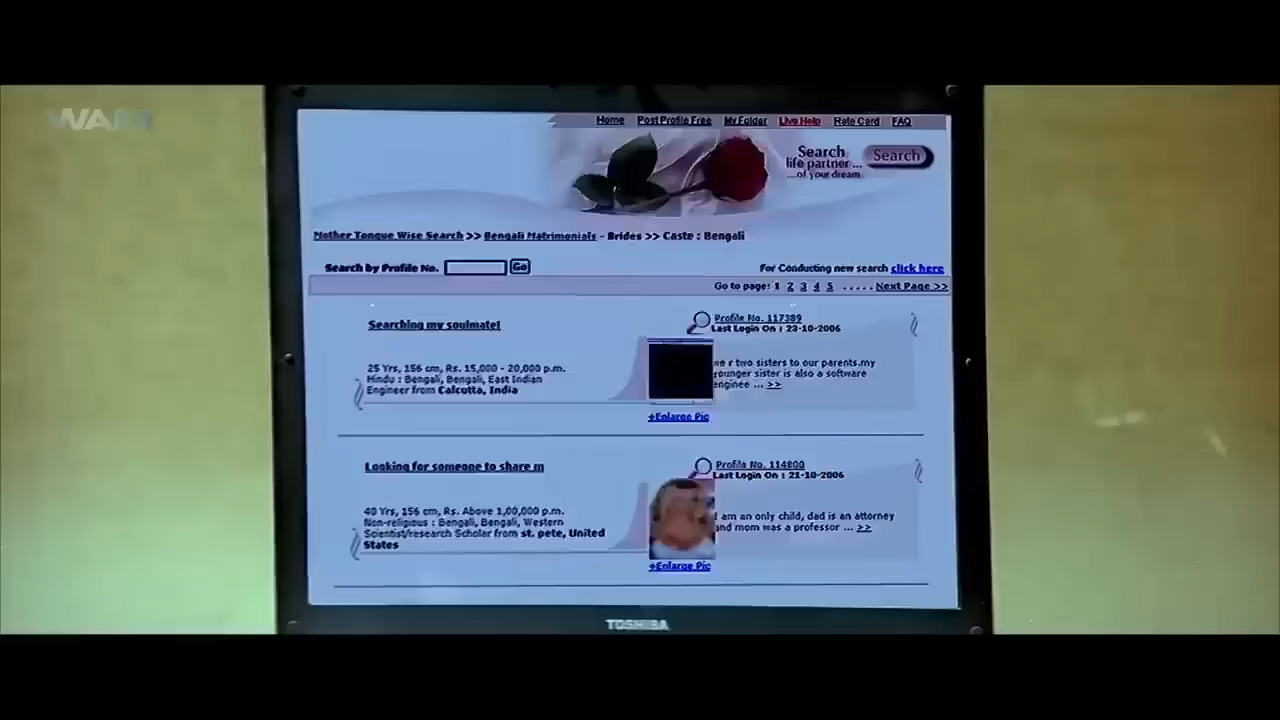 Home Post Profile Free My Folder Live Help Rate Card FAQ
Search
life partner ...
...of your dream
Search
Mother Tongue Wise Search >> Bengali Matrimonials - Brides >> Caste : Bengali
Search by Profile No. Go
For Conducting new search click here
Go to page: 1 2 3 4 5 ..... Next Page >>
Searching my soulmate!
Profile No. 117389
Last Login On : 23-10-2006
25 Yrs, 156 cm, Rs. 15,000 - 20,000 p.m.
Hindu : Bengali, Bengali, East Indian
Engineer from Calcutta, India
we r two sisters to our parents.my
younger sister is also a software
enginee ... >>
+Enlarge Pic
Looking for someone to share m
Profile No. 114800
Last Login On : 21-10-2006
40 Yrs, 156 cm, Rs. Above 1,00,000 p.m.
Non-religious : Bengali, Bengali, Western
Scientist/research Scholar from st. pete, United
States
I am an only child, dad is an attorney
and mom was a professor ... >>
+Enlarge Pic
TOSHIBA